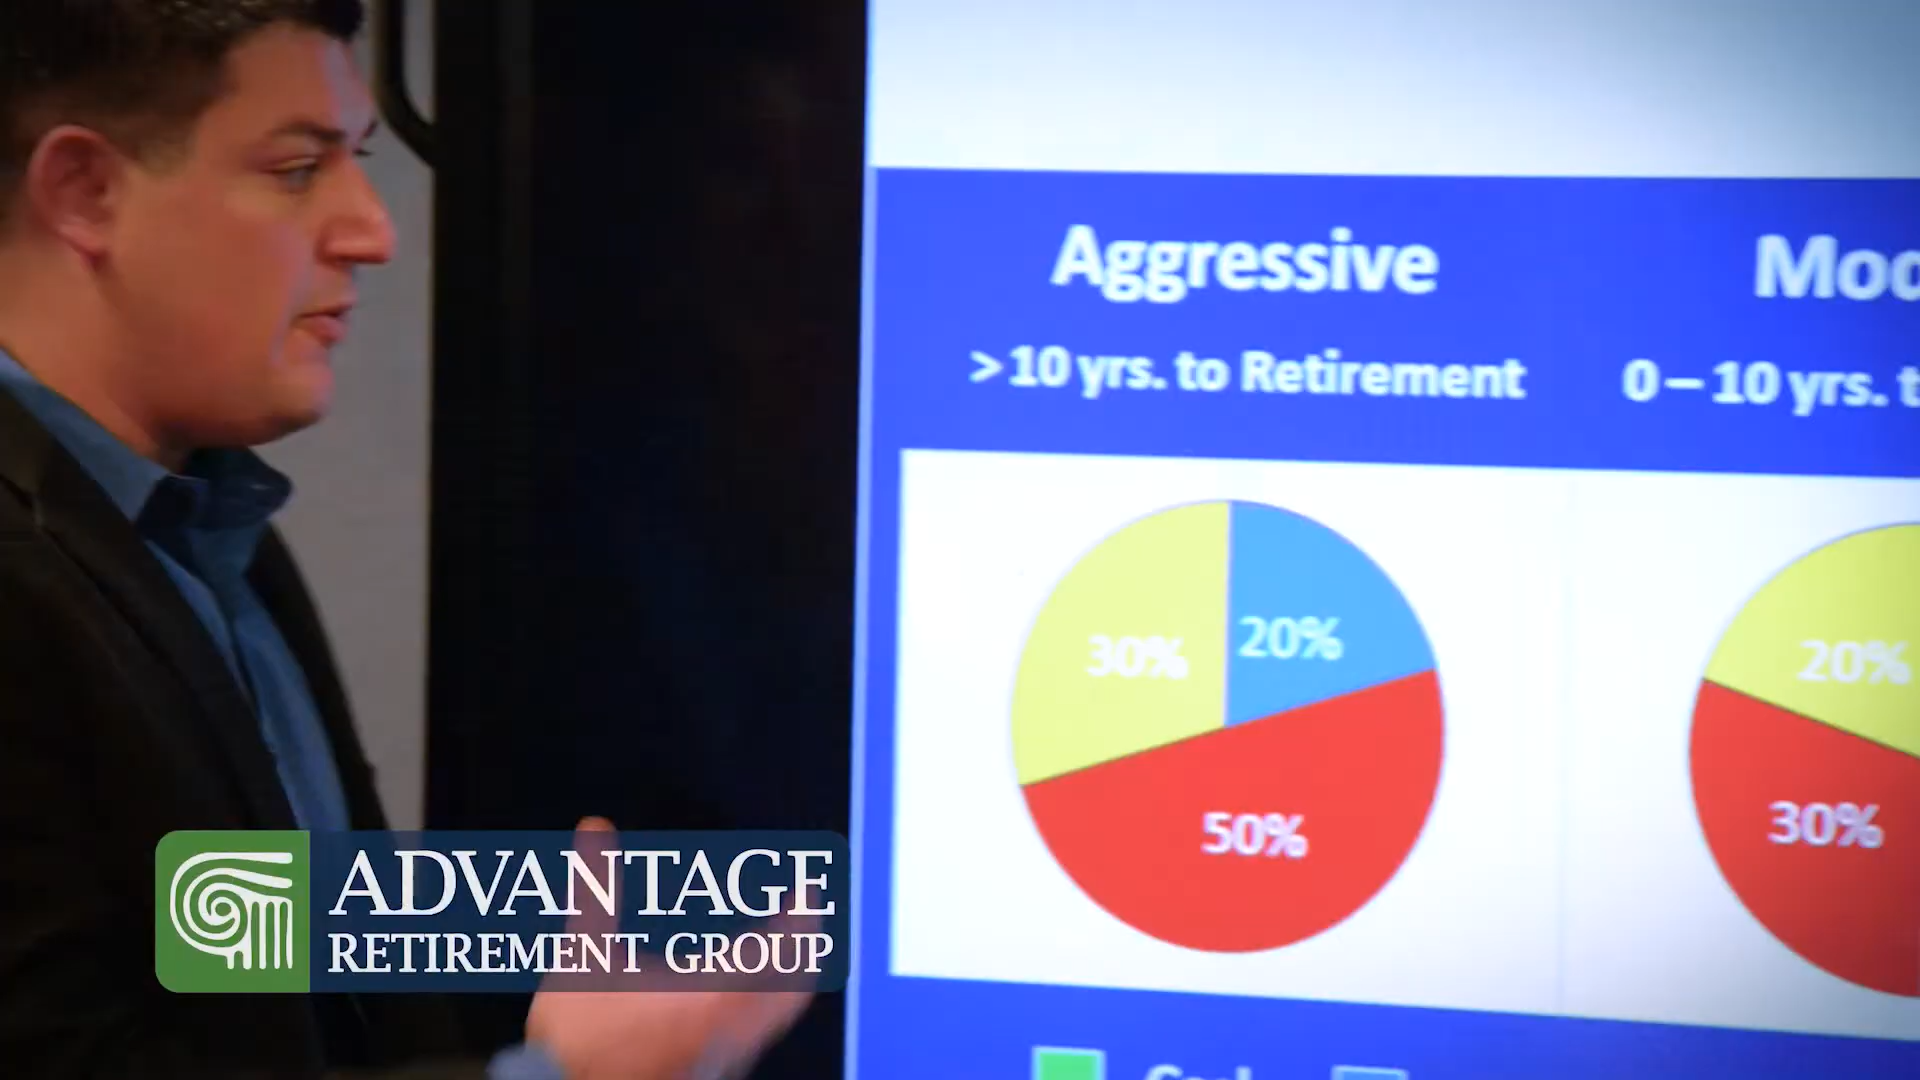 Aggressive
> 10 yrs. to Retirement
0 – 10 yrs.
30%
20%
50%
20%
30%
ADVANTAGE
RETIREMENT GROUP